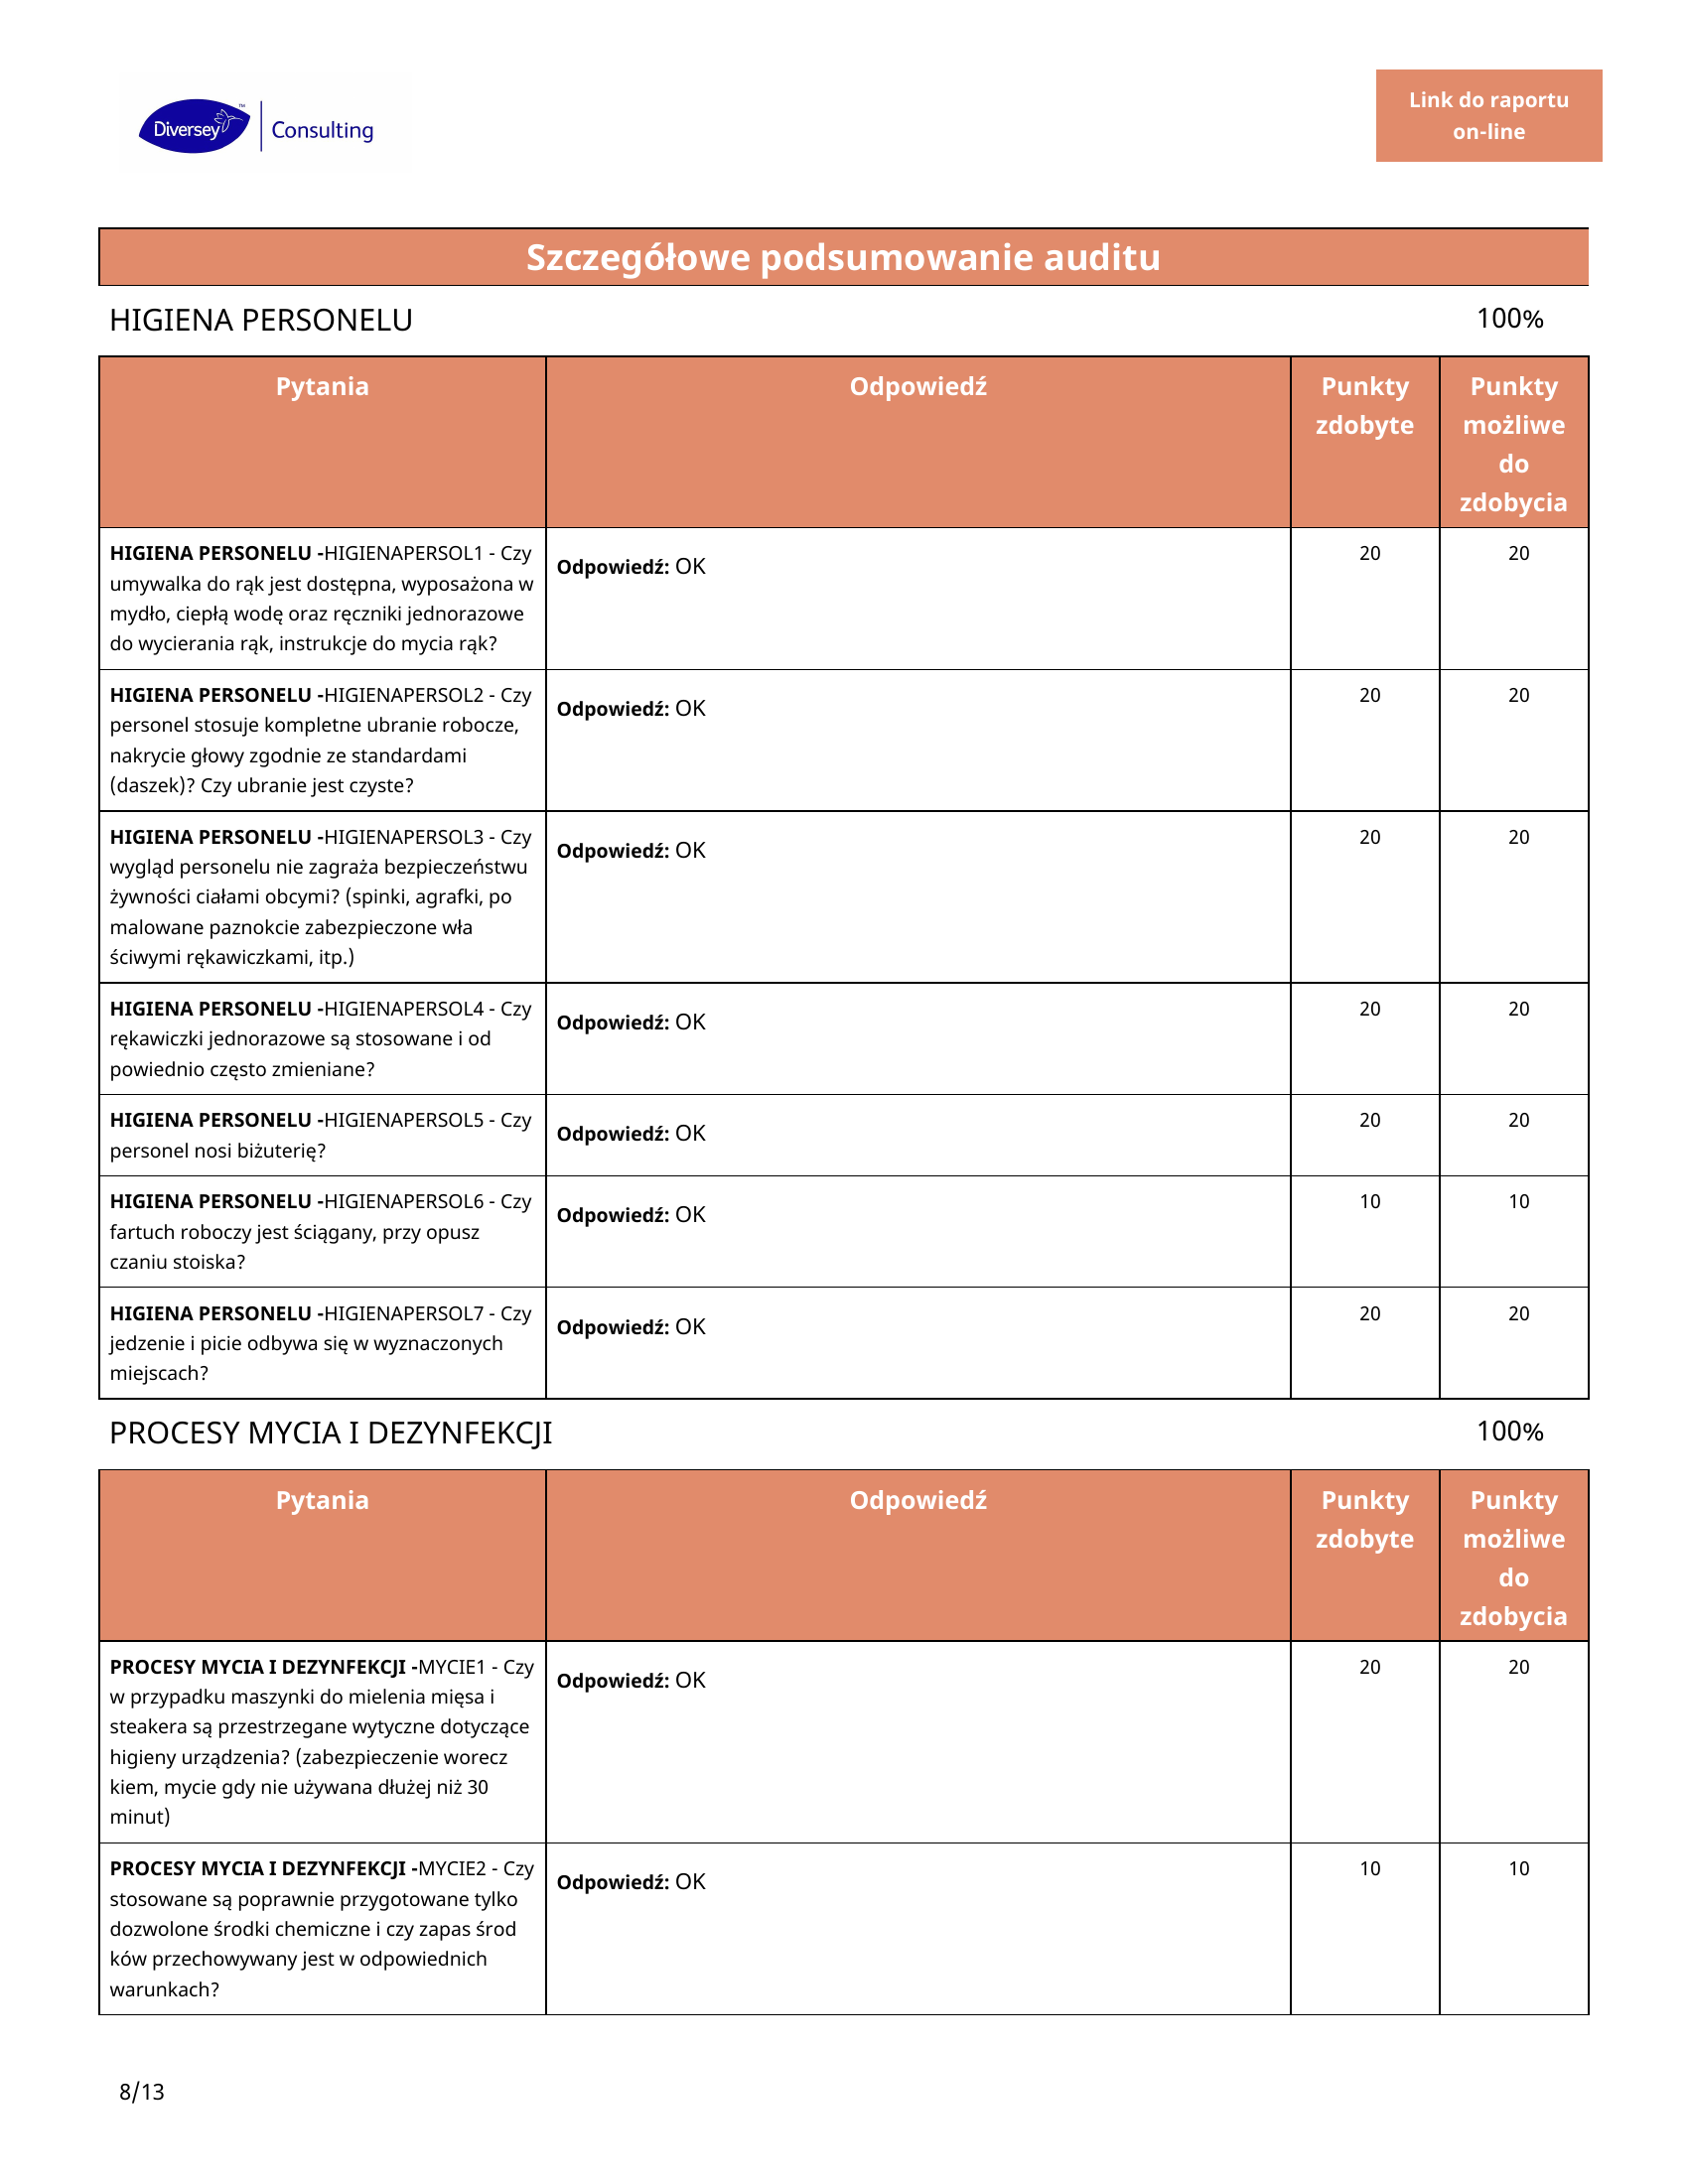 Diversey™ Consulting
Link do raportu
on-line
Szczegółowe podsumowanie auditu
HIGIENA PERSONELU 100%
Pytania Odpowiedź Punkty zdobyte Punkty możliwe do zdobycia
HIGIENA PERSONELU -HIGIENAPERSOL1 - Czy
umywalka do rąk jest dostępna, wyposażona w
mydło, ciepłą wodę oraz ręczniki jednorazowe
do wycierania rąk, instrukcje do mycia rąk?
Odpowiedź: OK
20 20
HIGIENA PERSONELU -HIGIENAPERSOL2 - Czy
personel stosuje kompletne ubranie robocze,
nakrycie głowy zgodnie ze standardami
(daszek)? Czy ubranie jest czyste?
Odpowiedź: OK
20 20
HIGIENA PERSONELU -HIGIENAPERSOL3 - Czy
wygląd personelu nie zagraża bezpieczeństwu
żywności ciałami obcymi? (spinki, agrafki, po
malowane paznokcie zabezpieczone wła
ściwymi rękawiczkami, itp.)
Odpowiedź: OK
20 20
HIGIENA PERSONELU -HIGIENAPERSOL4 - Czy
rękawiczki jednorazowe są stosowane i od
powiednio często zmieniane?
Odpowiedź: OK
20 20
HIGIENA PERSONELU -HIGIENAPERSOL5 - Czy
personel nosi biżuterię?
Odpowiedź: OK
20 20
HIGIENA PERSONELU -HIGIENAPERSOL6 - Czy
fartuch roboczy jest ściągany, przy opusz
czaniu stoiska?
Odpowiedź: OK
10 10
HIGIENA PERSONELU -HIGIENAPERSOL7 - Czy
jedzenie i picie odbywa się w wyznaczonych
miejscach?
Odpowiedź: OK
20 20
PROCESY MYCIA I DEZYNFEKCJI 100%
Pytania Odpowiedź Punkty zdobyte Punkty możliwe do zdobycia
PROCESY MYCIA I DEZYNFEKCJI -MYCIE1 - Czy
w przypadku maszynki do mielenia mięsa i
steakera są przestrzegane wytyczne dotyczące
higieny urządzenia? (zabezpieczenie worecz
kiem, mycie gdy nie używana dłużej niż 30
minut)
Odpowiedź: OK
20 20
PROCESY MYCIA I DEZYNFEKCJI -MYCIE2 - Czy
stosowane są poprawnie przygotowane tylko
dozwolone środki chemiczne i czy zapas środ
ków przechowywany jest w odpowiednich
warunkach?
Odpowiedź: OK
10 10
8/13